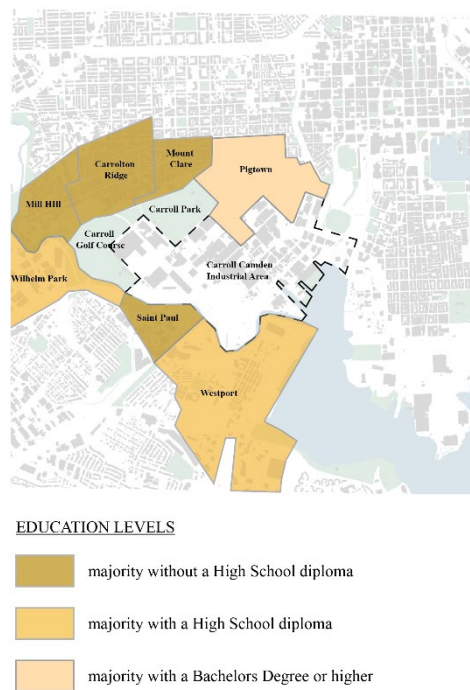 Mount
Clare
Carrolton
Ridge
Pigtown
Mill Hill
Carroll Park
Carroll
Golf Course
Wilhelm Park
Carroll Camden
Industrial Area
Saint Paul
Westport
EDUCATION LEVELS
majority without a High School diploma
majority with a High School diploma
majority with a Bachelors Degree or higher